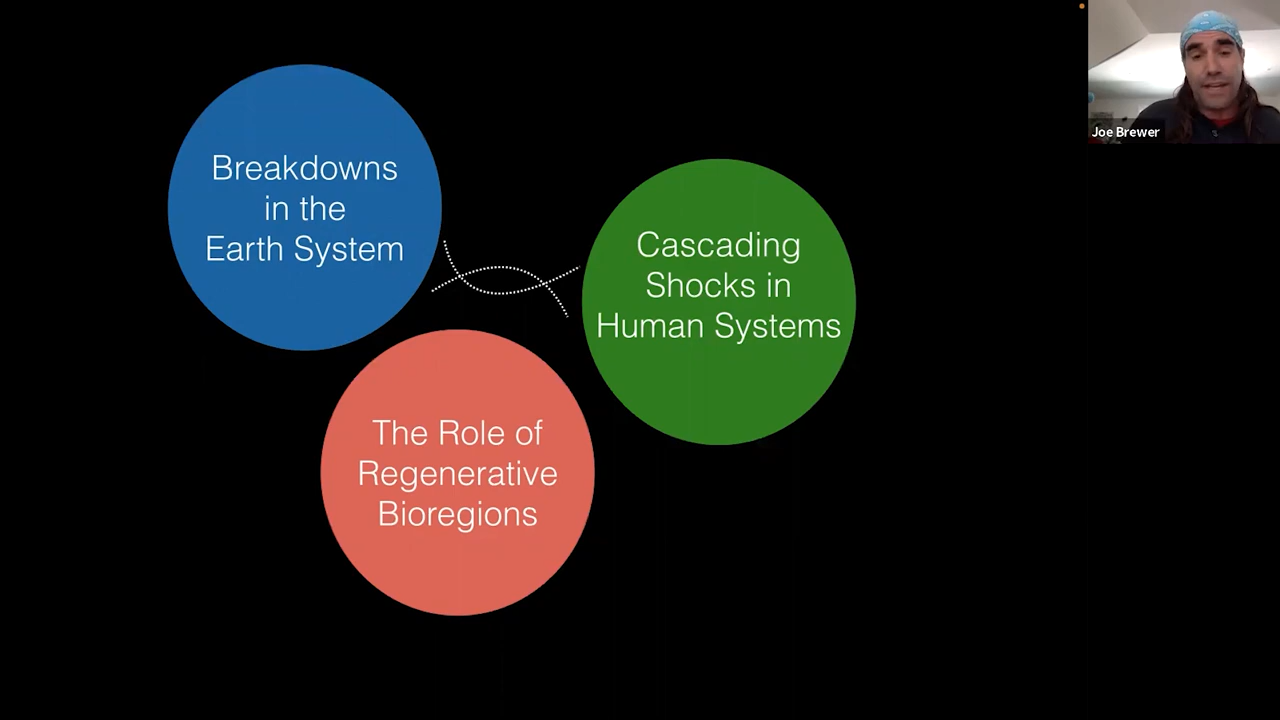 Breakdowns
in the
Earth System
Cascading
Shocks in
Human Systems
The Role of
Regenerative
Bioregions
Joe Brewer